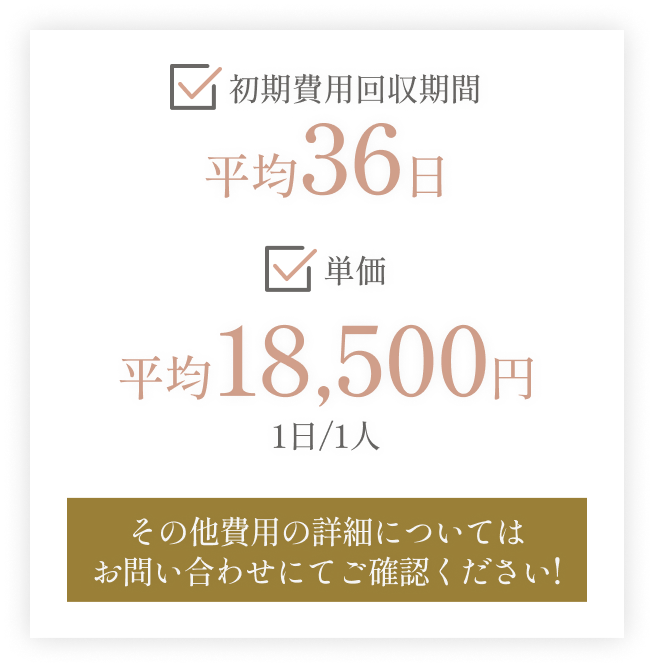 初期費用回収期間
平均36日
単価
平均18,500円
1日/1人
その他費用の詳細については
お問い合わせにてご確認ください!